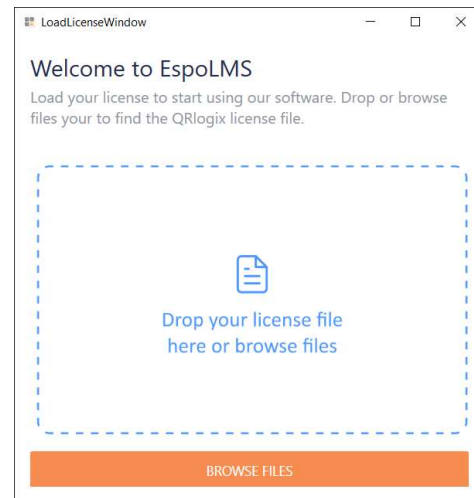 LoadLicenseWindow
Welcome to EspoLMS
Load your license to start using our software. Drop or browse
files your to find the QRlogix license file.
Drop your license file
here or browse files
BROWSE FILES